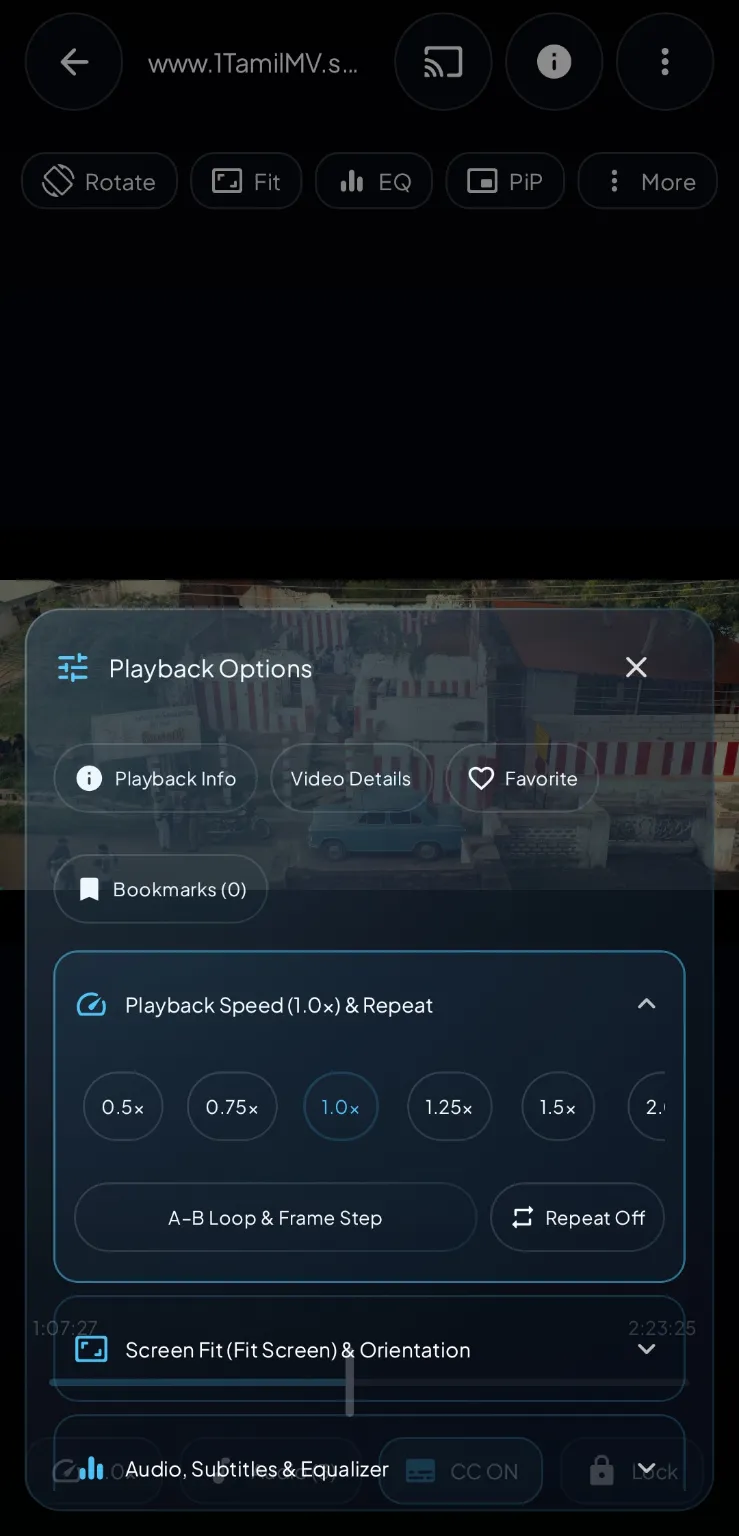 www.1TamilMV.s...
Rotate Fit EQ PiP More
Playback Options
Playback Info Video Details Favorite
Bookmarks (0)
Playback Speed (1.0×) & Repeat
0.5× 0.75× 1.0× 1.25× 1.5× 2.
A-B Loop & Frame Step Repeat Off
1:07:27 2:23:25
Screen Fit (Fit Screen) & Orientation
Audio, Subtitles & Equalizer CC ON Lock